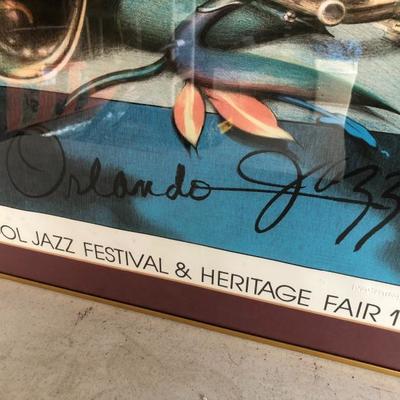 Orlando Jazz
OL JAZZ FESTIVAL & HERITAGE FAIR 1